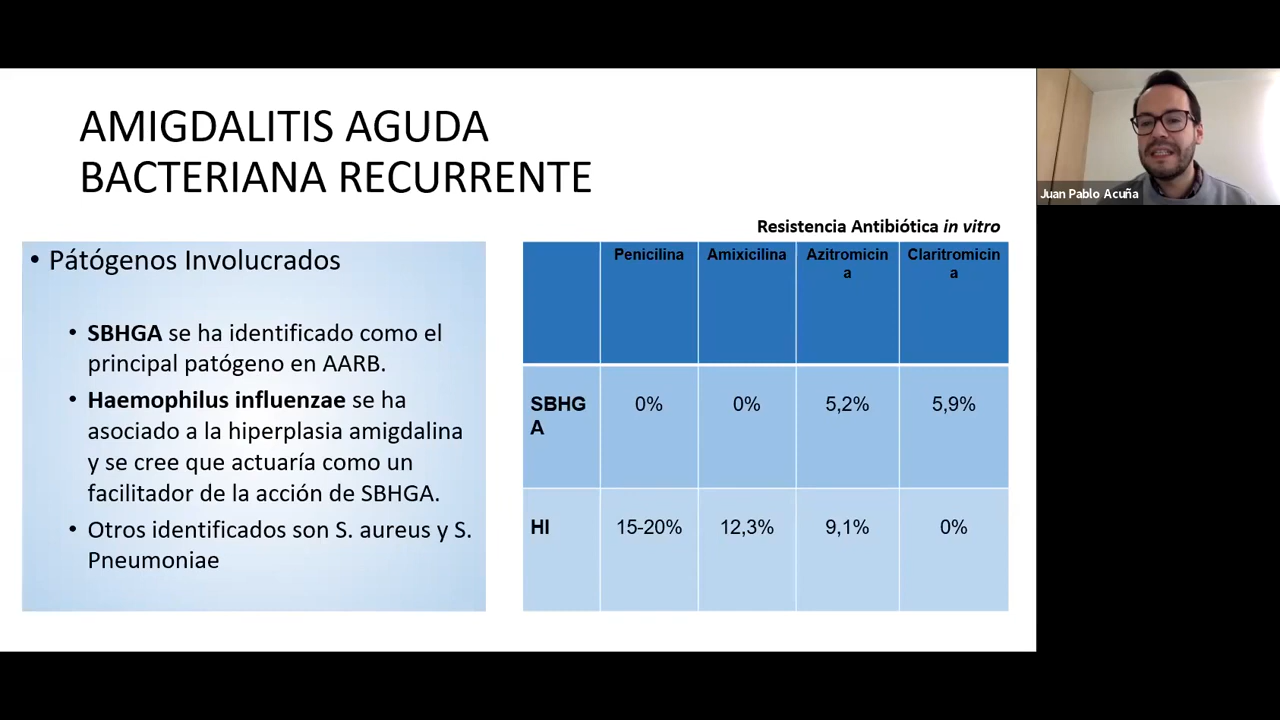 AMIGDALITIS AGUDA
BACTERIANA RECURRENTE
• Pátógenos Involucrados
• SBHGA se ha identificado como el
principal patógeno en AARB.
• Haemophilus influenzae se ha
asociado a la hiperplasia amigdalina
y se cree que actuaría como un
facilitador de la acción de SBHGA.
• Otros identificados son S. aureus y S.
Pneumoniae
Resistencia Antibiótica in vitro
Penicilina Amixicilina Azitromicin Claritromicin
a a
SBHG 0% 0% 5,2% 5,9%
A
HI 15-20% 12,3% 9,1% 0%
Juan Pablo Acuña